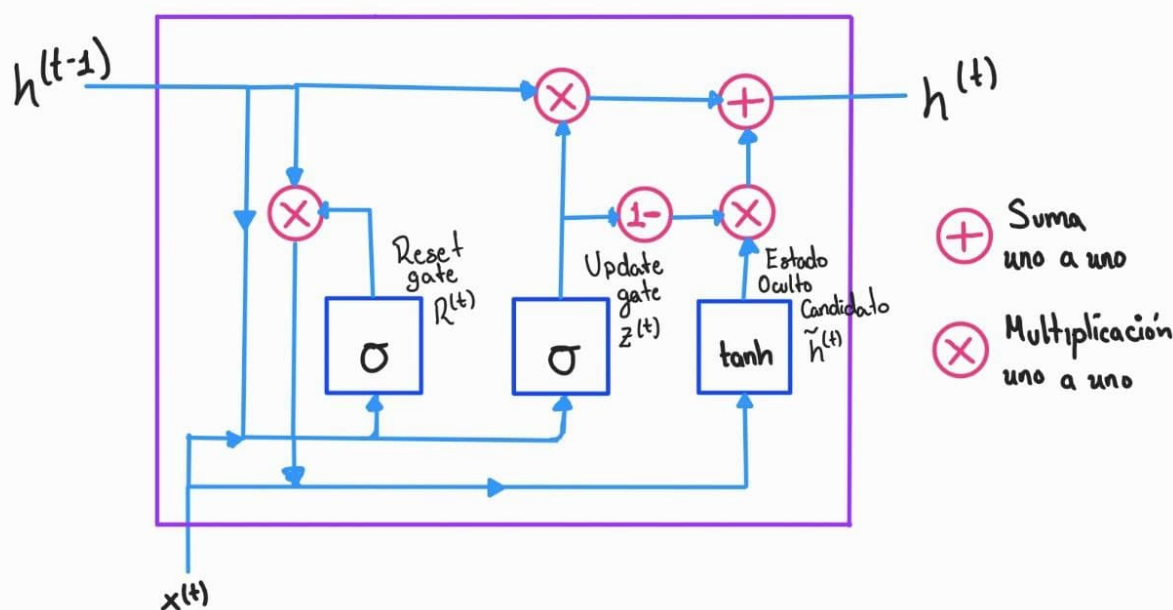 h(t-1)
h(t)
×
+
×
1-
×
Reset
gate
R(t)
Update
gate
z(t)
Estado
Oculto
Candidato
h̃(t)
σ
σ
tanh
x(t)
+
Suma
uno a uno
×
Multiplicación
uno a uno